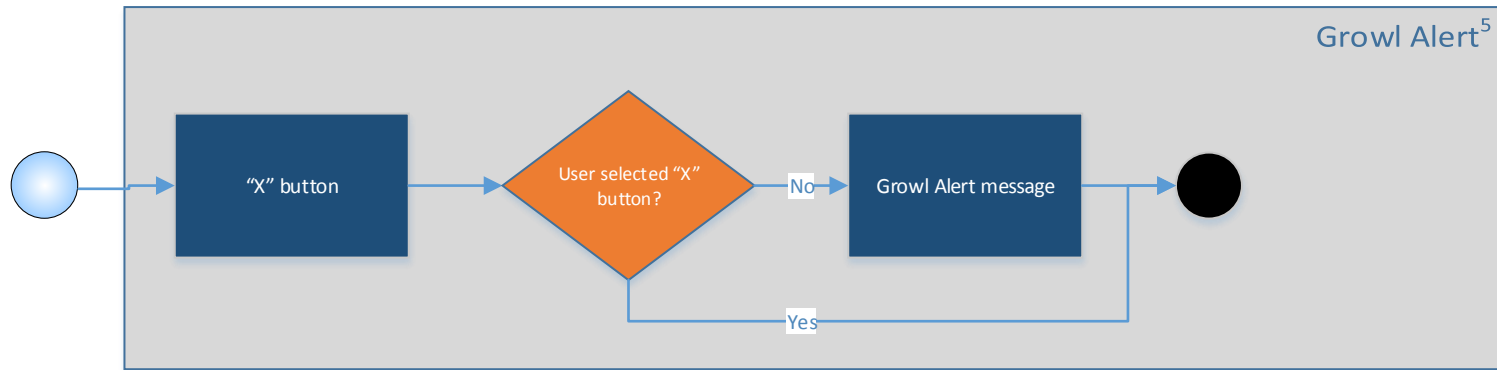 Growl Alert⁵
“X” button
User selected “X”
button?
No
Growl Alert message
Yes